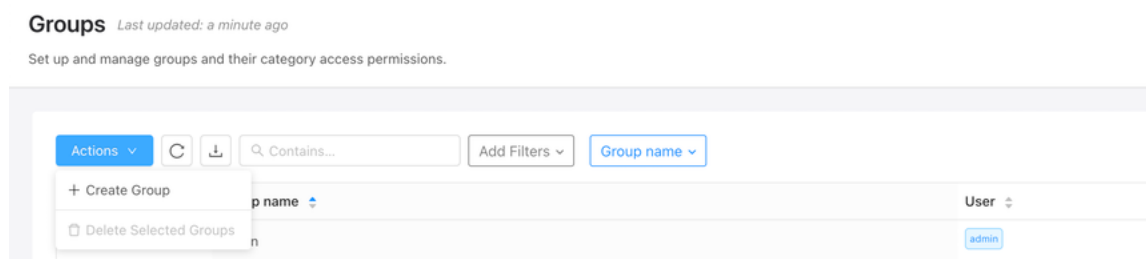 Groups Last updated: a minute ago
Set up and manage groups and their category access permissions.
Actions Contains... Add Filters Group name
+ Create Group
p name User
Delete Selected Groups
n admin